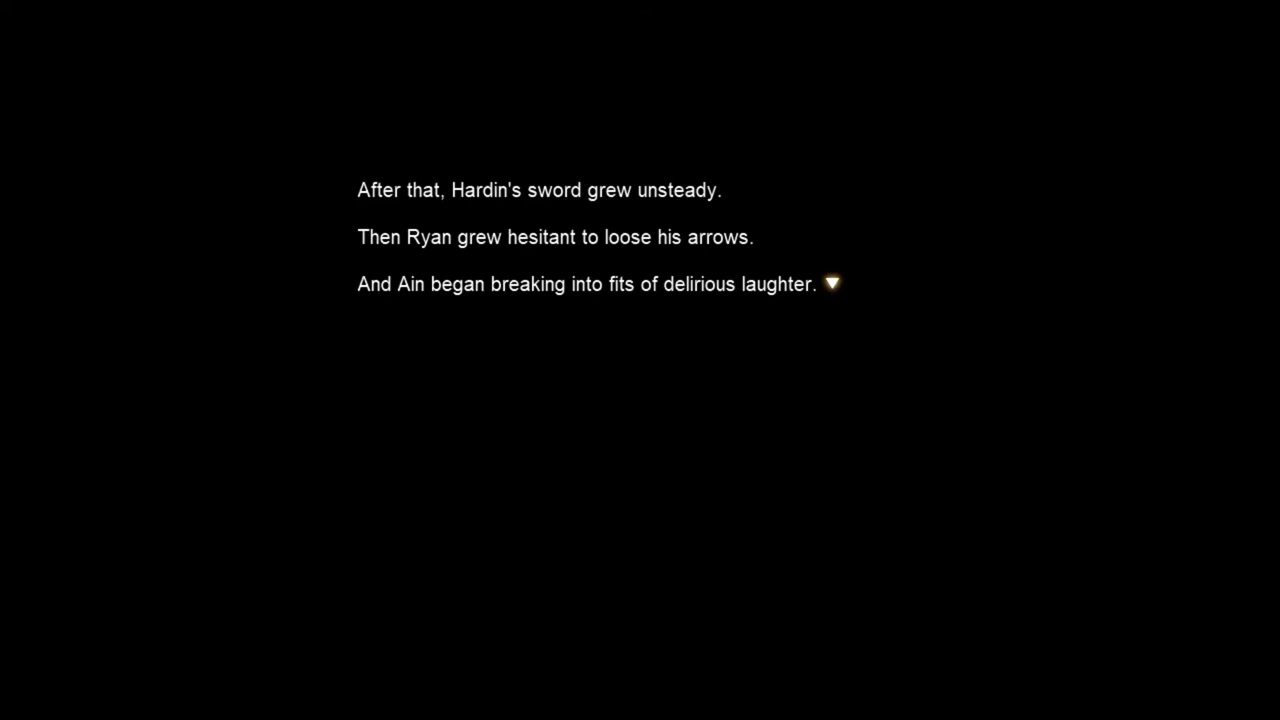 After that, Hardin's sword grew unsteady.
Then Ryan grew hesitant to loose his arrows.
And Ain began breaking into fits of delirious laughter.